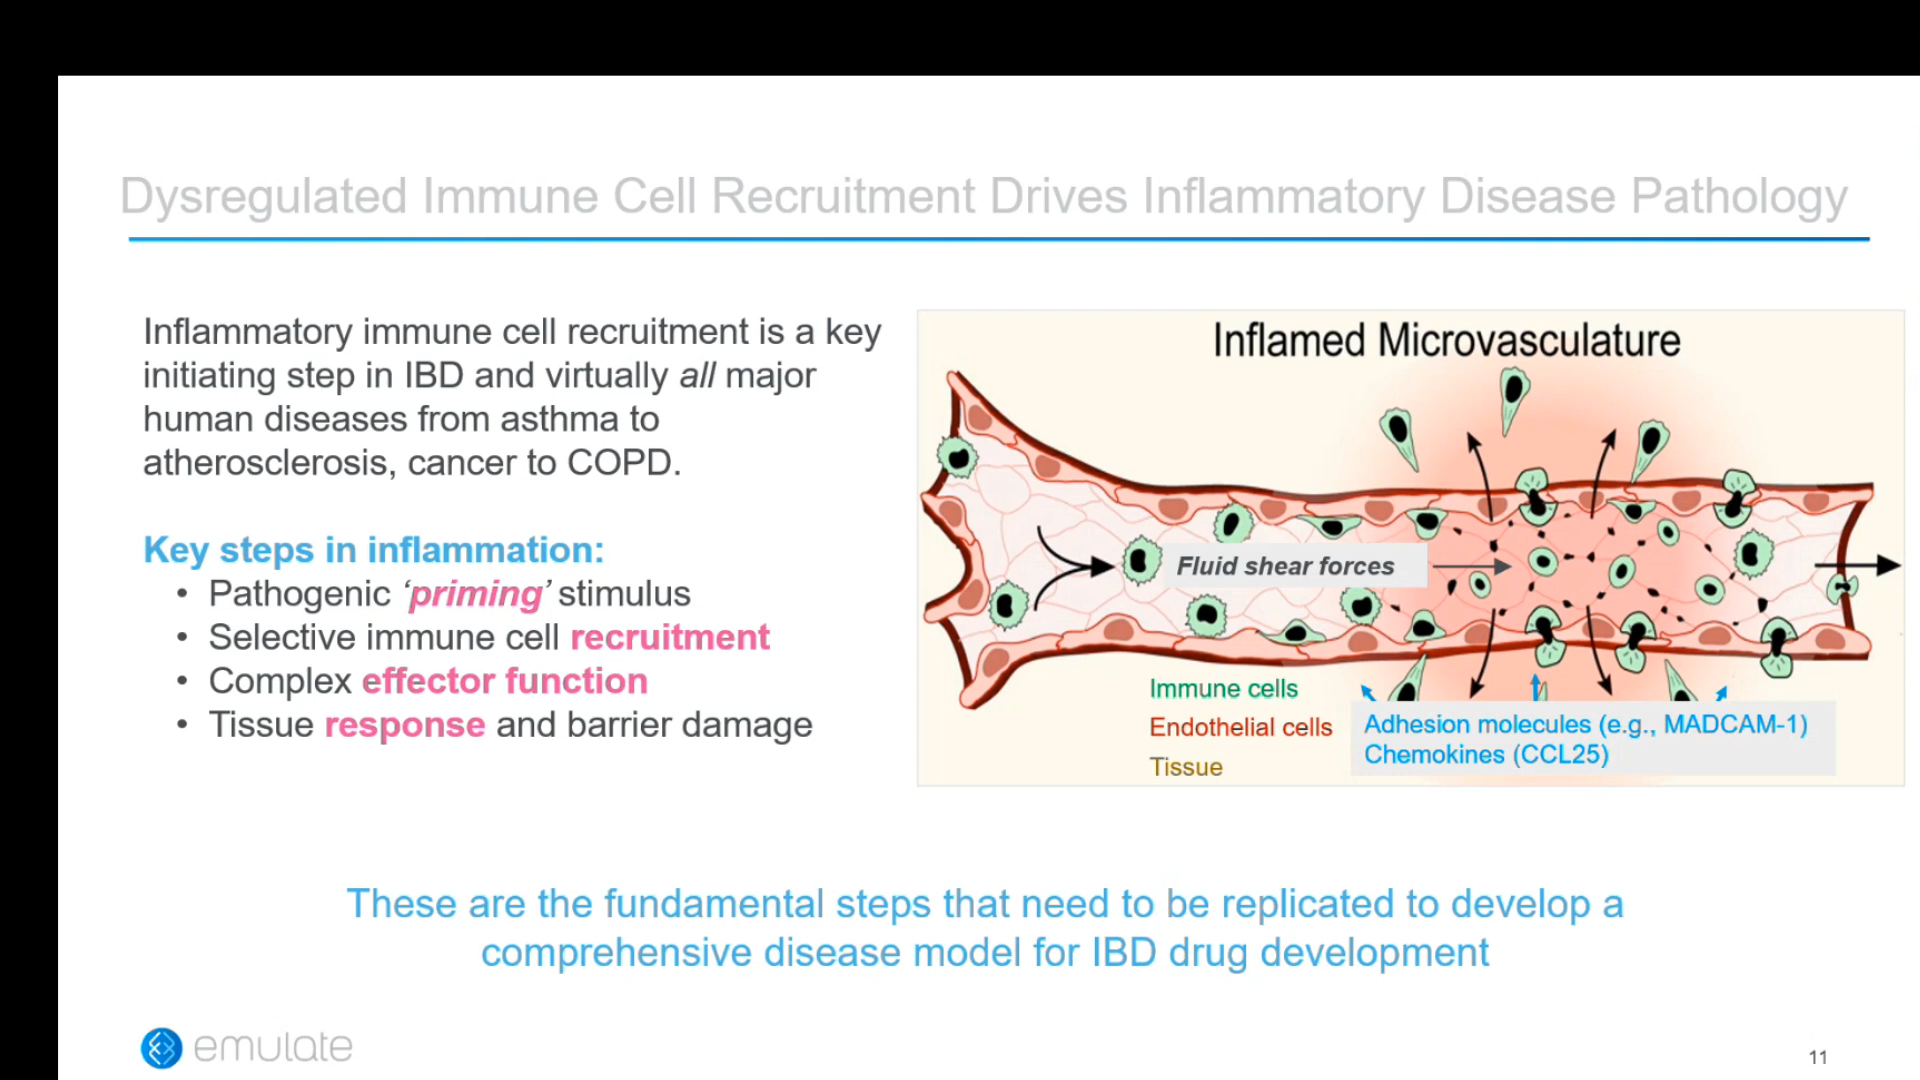 Dysregulated Immune Cell Recruitment Drives Inflammatory Disease Pathology
Inflammatory immune cell recruitment is a key
initiating step in IBD and virtually all major
human diseases from asthma to
atherosclerosis, cancer to COPD.
Key steps in inflammation:
• Pathogenic ‘priming’ stimulus
• Selective immune cell recruitment
• Complex effector function
• Tissue response and barrier damage
Inflamed Microvasculature
Fluid shear forces
Immune cells
Endothelial cells
Tissue
Adhesion molecules (e.g., MADCAM-1)
Chemokines (CCL25)
These are the fundamental steps that need to be replicated to develop a
comprehensive disease model for IBD drug development
emulate
11